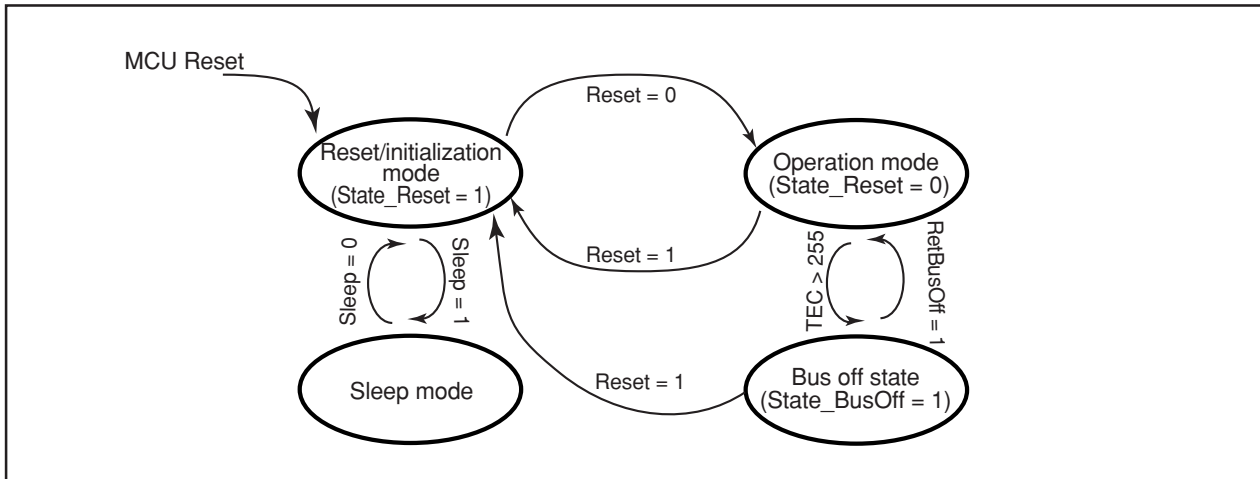 MCU Reset
Reset = 0
Reset/initialization
mode
(State_Reset = 1)
Operation mode
(State_Reset = 0)
Reset = 1
Sleep = 0
Sleep = 1
TEC > 255
RetBusOff = 1
Reset = 1
Sleep mode
Bus off state
(State_BusOff = 1)